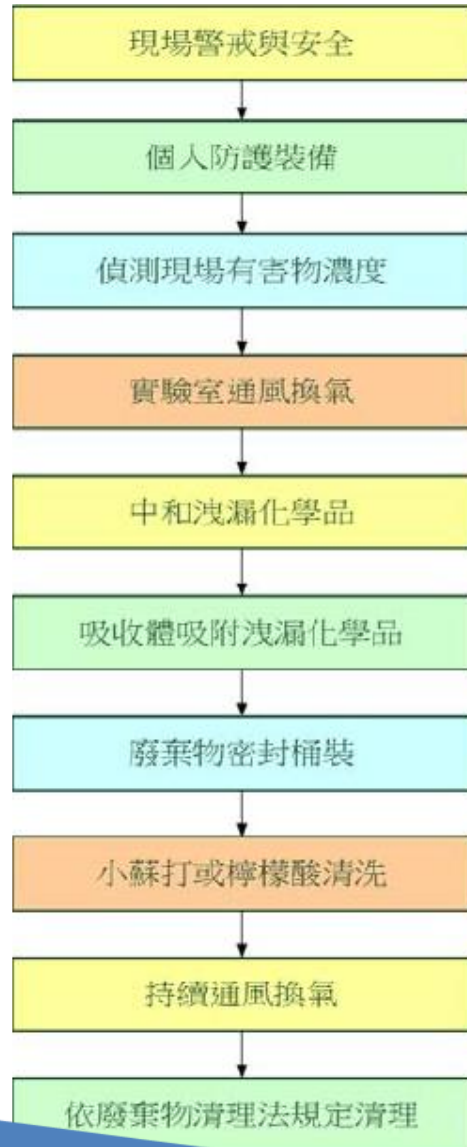 現場警戒與安全
個人防護裝備
偵測現場有害物濃度
實驗室通風換氣
中和洩漏化學品
吸收體吸附洩漏化學品
廢棄物密封桶裝
小蘇打或檸檬酸清洗
持續通風換氣
依廢棄物清理法規定清理